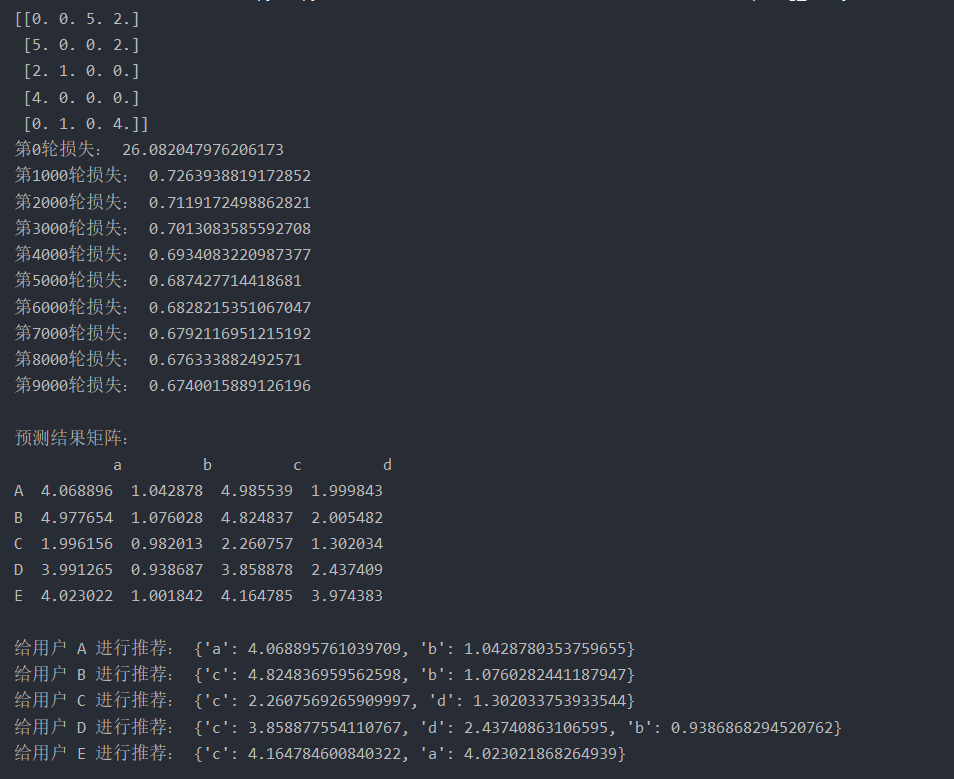 [[0. 0. 5. 2.]
 [5. 0. 0. 2.]
 [2. 1. 0. 0.]
 [4. 0. 0. 0.]
 [0. 1. 0. 4.]]
第0轮损失： 26.082047976206173
第1000轮损失： 0.7263938819172852
第2000轮损失： 0.7119172498862821
第3000轮损失： 0.7013083585592708
第4000轮损失： 0.6934083220987377
第5000轮损失： 0.687427714418681
第6000轮损失： 0.6828215351067047
第7000轮损失： 0.6792116951215192
第8000轮损失： 0.676333882492571
第9000轮损失： 0.6740015889126196
预测结果矩阵：
a b c d
A 4.068896 1.042878 4.985539 1.999843
B 4.977654 1.076028 4.824837 2.005482
C 1.996156 0.982013 2.260757 1.302034
D 3.991265 0.938687 3.858878 2.437409
E 4.023022 1.001842 4.164785 3.974383
给用户 A 进行推荐： {'a': 4.068895761039709, 'b': 1.0428780353759655}
给用户 B 进行推荐： {'c': 4.824836959562598, 'b': 1.0760282441187947}
给用户 C 进行推荐： {'c': 2.2607569265909997, 'd': 1.302033753933544}
给用户 D 进行推荐： {'c': 3.858877554110767, 'd': 2.43740863106595, 'b': 0.9386868294520762}
给用户 E 进行推荐： {'c': 4.164784600840322, 'a': 4.023021868264939}